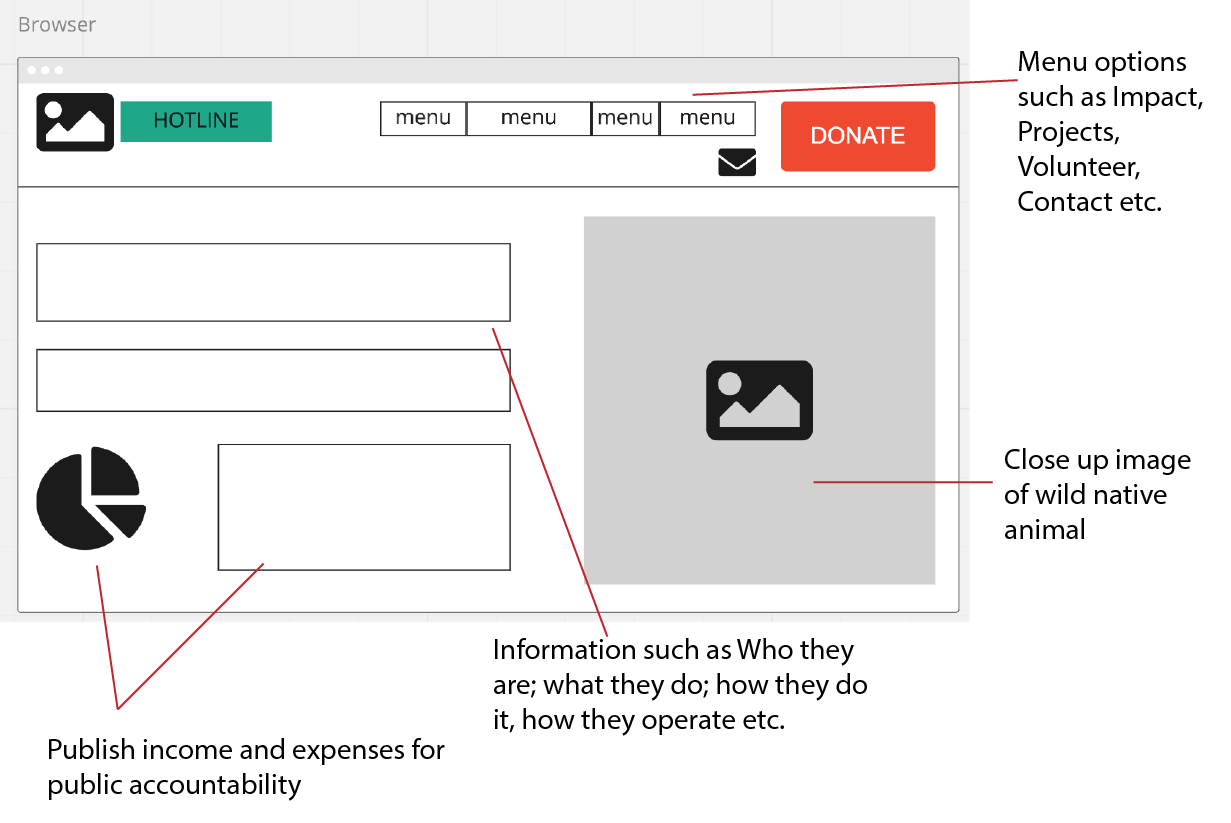 Browser
HOTLINE
menu menu menu menu
DONATE
Menu options
such as Impact,
Projects,
Volunteer,
Contact etc.
Close up image
of wild native
animal
Information such as Who they
are; what they do; how they do
it, how they operate etc.
Publish income and expenses for
public accountability